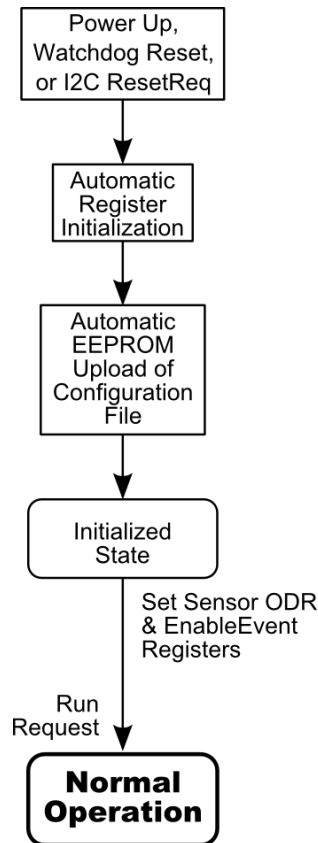 Power Up,
Watchdog Reset,
or I2C ResetReq
Automatic
Register
Initialization
Automatic
EEPROM
Upload of
Configuration
File
Initialized
State
Set Sensor ODR
& EnableEvent
Registers
Run
Request
Normal
Operation